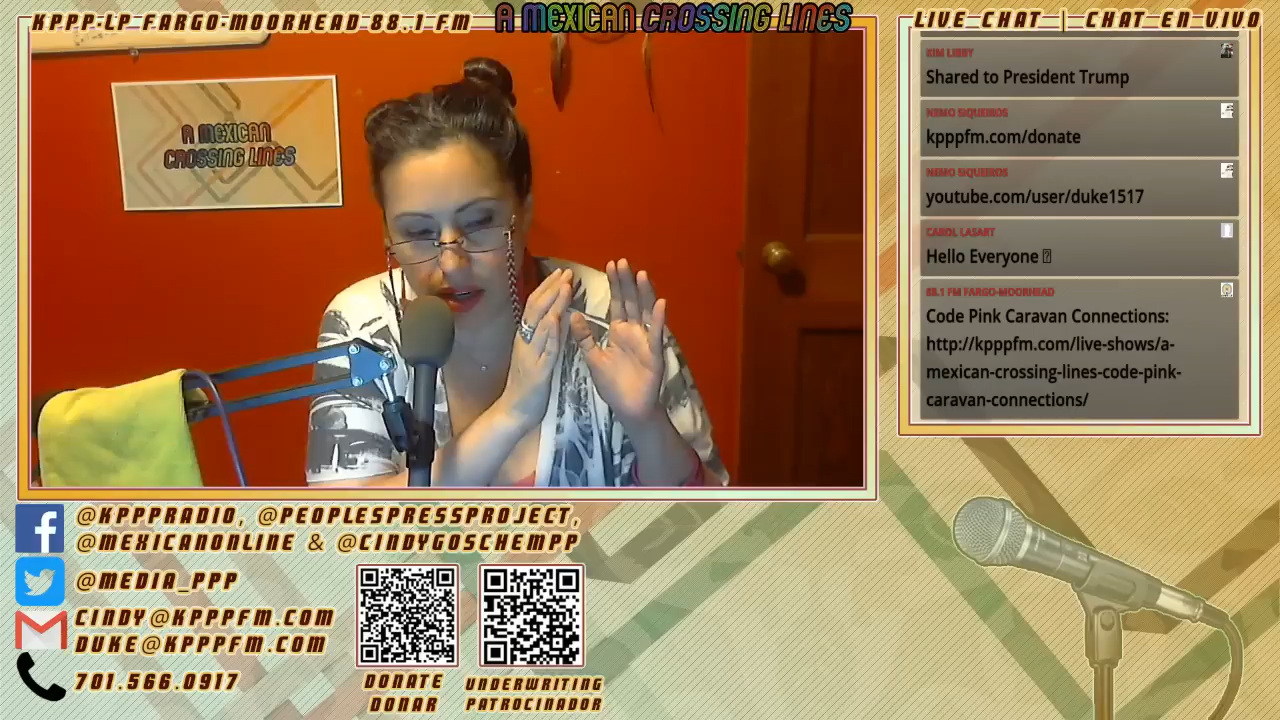 KPPP-LP FARGO-MOORHEAD 88.1 FM
A MEXICAN CROSSING LINES
LIVE CHAT | CHAT EN VIVO
A MEXICAN
CROSSING LINES
KIM LIBBY
Shared to President Trump
NEMO SIQUEIROS
kpppfm.com/donate
NEMO SIQUEIROS
youtube.com/user/duke1517
CAROL LASART
Hello Everyone
88.1 FM FARGO-MOORHEAD
Code Pink Caravan Connections:
http://kpppfm.com/live-shows/a-
mexican-crossing-lines-code-pink-
caravan-connections/
@KPPPRADIO, @PEOPLESPRESSPROJECT,
@MEXICANONLINE & @CINDYGOSCHEMPP
@MEDIA_PPP
CINDY@KPPPFM.COM
DUKE@KPPPFM.COM
701.566.0917
DONATE
DONAR
UNDERWRITING
PATROCINADOR